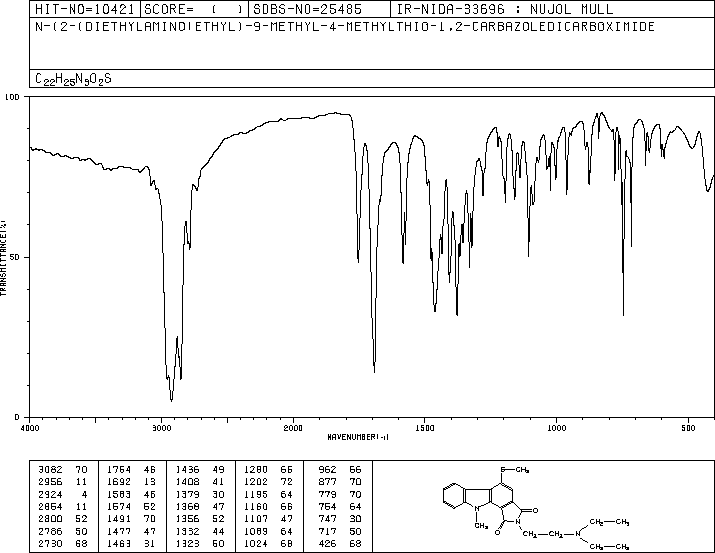 HIT-NO=10421 SCORE= ( ) SDBS-NO=25485 IR-NIDA-33696 : NUJOL MULL
N-(2-(DIETHYLAMINO)ETHYL)-9-METHYL-4-METHYLTHIO-1,2-CARBAZOLEDICARBOXIMIDE
C22H25N3O2S
100
50
0
TRANSMITTANCE(%)
4000 3000 2000 1500 1000 500
WAVENUMBER(-1)
3082 70 1754 46 1436 49 1280 66 962 66
2956 11 1692 13 1408 41 1202 72 877 70
2924 4 1583 46 1379 30 1195 64 779 70
2854 11 1574 52 1368 47 1160 66 754 64
2800 52 1491 70 1356 52 1107 47 747 30
2786 50 1477 47 1332 44 1089 64 717 50
2730 68 1463 31 1323 50 1024 68 426 68
S—CH3
N
CH3
O
N—CH2—CH2—N
O
CH2—CH3
CH2—CH3